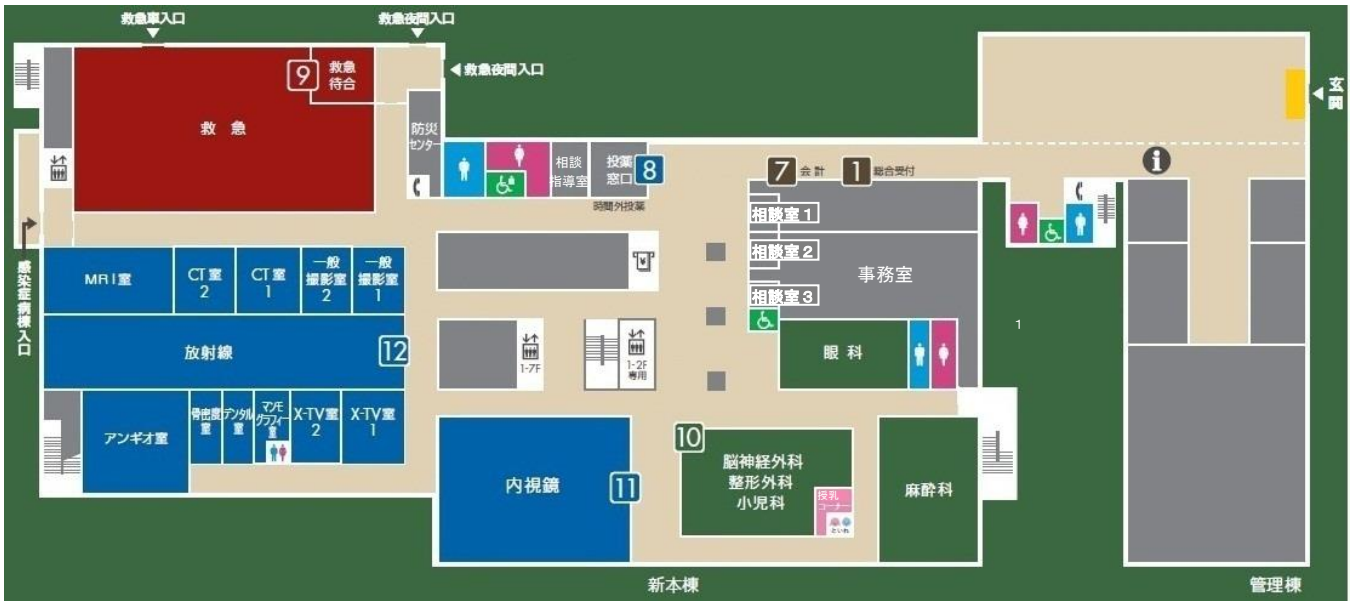 救急車入口
救急夜間入口
9
救急
待合
救急夜間入口
玄
関
救 急
防災
センター
相談
指導室
投薬
窓口
8
時間外投薬
7
会計
1
総合受付
i
相談室1
相談室2
相談室3
事務室
感染症病棟入口
MRI室
CT室
2
CT室
1
一般
撮影室
2
一般
撮影室
1
¥
放射線
12
1-7F
1-2F
専用
眼科
1
アンギオ室
骨密度
室
デンタル
室
マンモ
グラフィー
室
X-TV室
2
X-TV室
1
内視鏡
11
10
脳神経外科
整形外科
小児科
授乳
コーナー
といれ
麻酔科
新本棟
管理棟